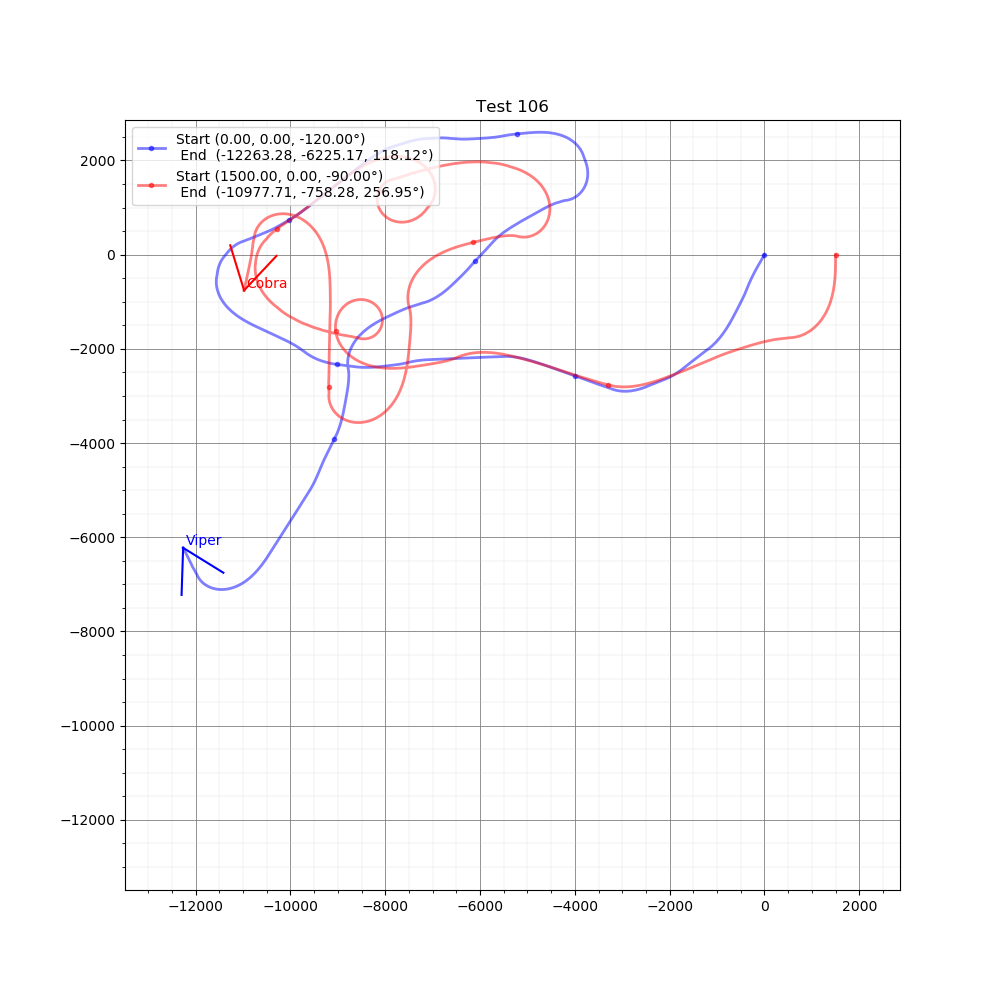 Test 106
Start (0.00, 0.00, -120.00°)
End (-12263.28, -6225.17, 118.12°)
Start (1500.00, 0.00, -90.00°)
End (-10977.71, -758.28, 256.95°)
2000
0
−2000
−4000
−6000
−8000
−10000
−12000
Cobra
Viper
−12000 −10000 −8000 −6000 −4000 −2000 0 2000